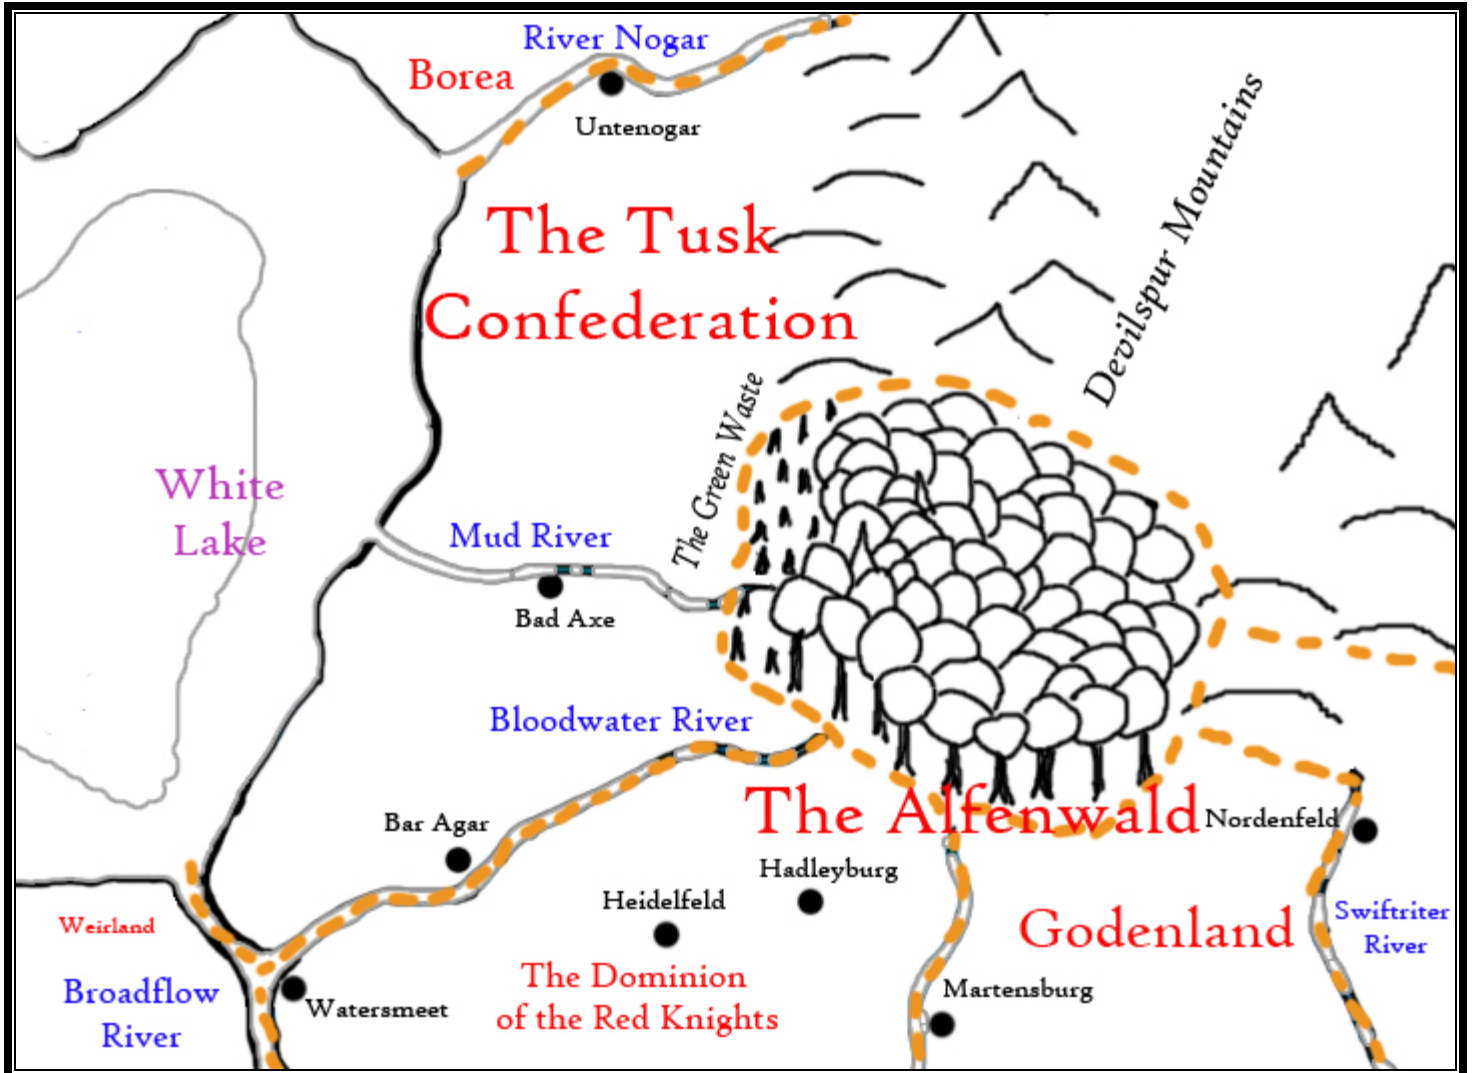 River Nogar
Borea
Untenogar
Devilspur Mountains
The Tusk
Confederation
The Green Waste
White
Lake
Mud River
Bad Axe
Bloodwater River
Bar Agar
The Alfenwald
Nordenfeld
Hadleyburg
Heidelfeld
Weirland
Godenland
Swiftriter
River
The Dominion
of the Red Knights
Broadflow
River
Watersmeet
Martensburg